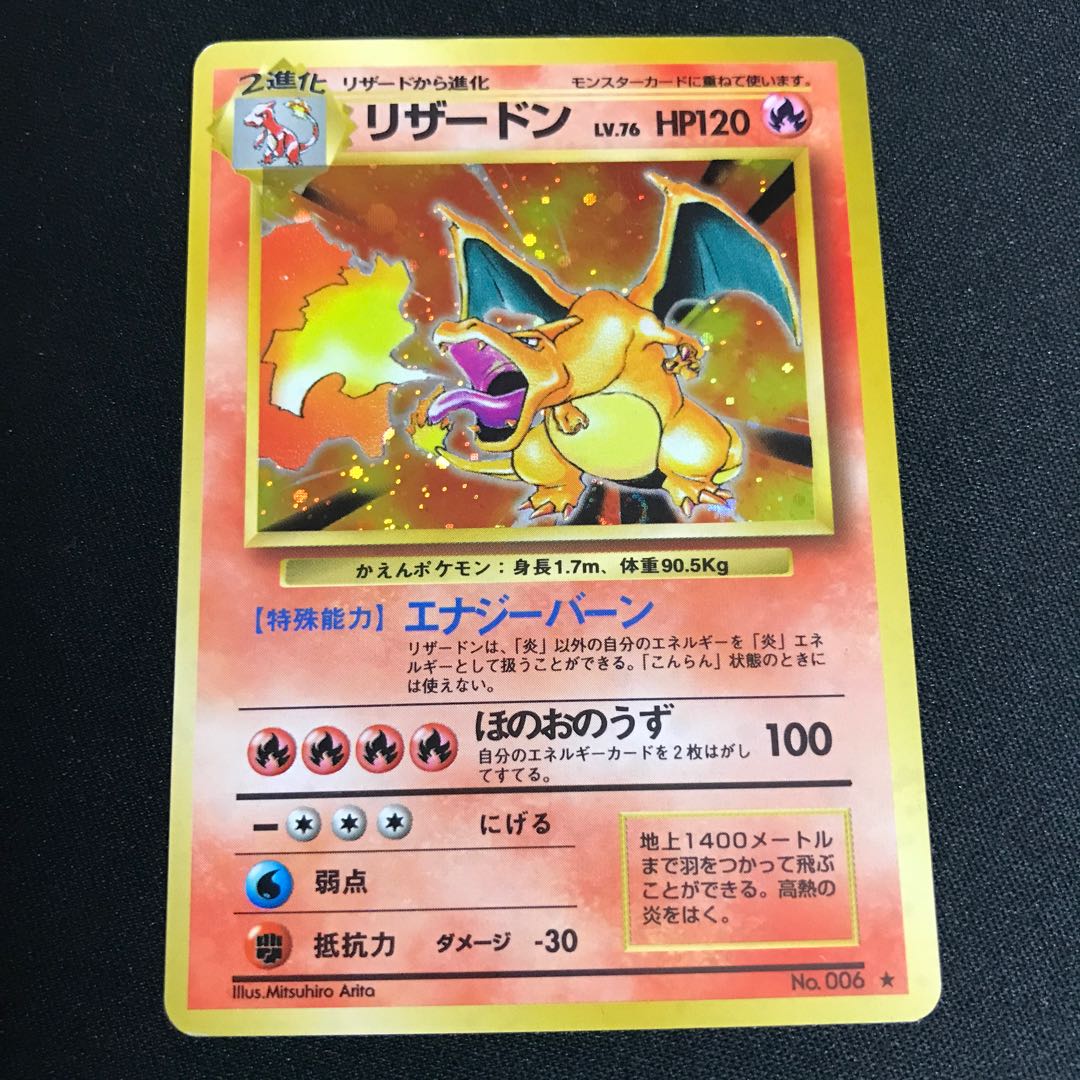 2進化 リザードから進化 モンスターカードに重ねて使います。
リザードン LV.76 HP120
かえんポケモン：身長1.7m、体重90.5Kg
【特殊能力】エナジーバーン
リザードンは、「炎」以外の自分のエネルギーを「炎」エネ
ルギーとして扱うことができる。「こんらん」状態のときに
は使えない。
ほのおのうず 100
自分のエネルギーカードを2枚はがし
てすてる。
にげる
弱点
抵抗力 ダメージ -30
地上1400メートル
まで羽をつかって飛ぶ
ことができる。高熱の
炎をはく。
Illus.Mitsuhiro Arita
No. 006 ★